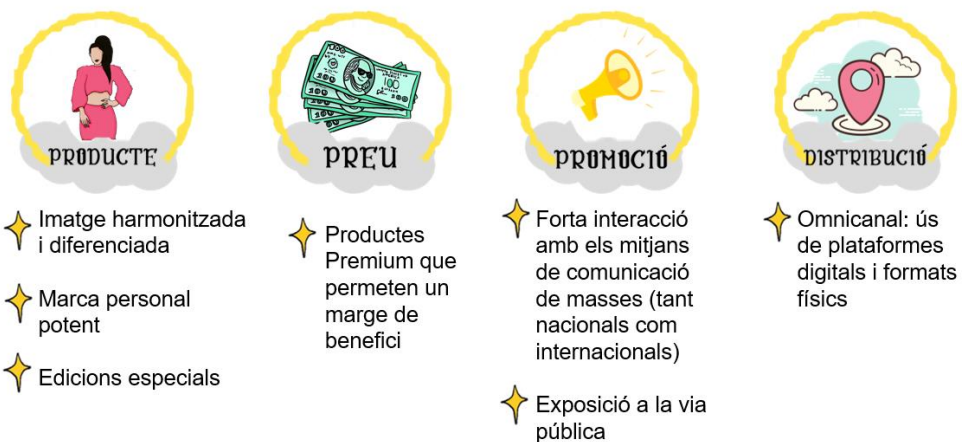 PRODUCTE
Imatge harmonitzada
i diferenciada
Marca personal
potent
Edicions especials
PREU
Productes
Premium que
permeten un
marge de
benefici
PROMOCIÓ
Forta interacció
amb els mitjans
de comunicació
de masses (tant
nacionals com
internacionals)
Exposició a la via
pública
DISTRIBUCIÓ
Omnicanal: ús
de plataformes
digitals i formats
físics